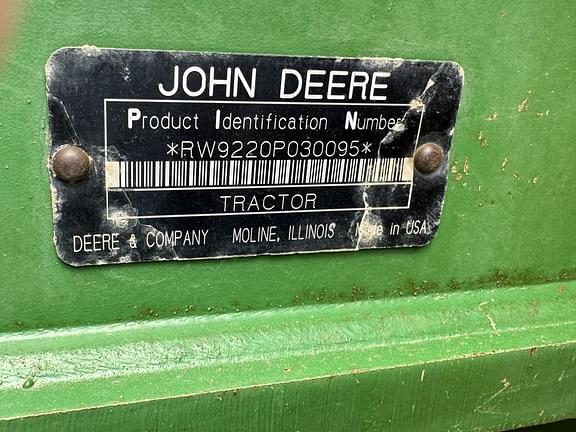 JOHN DEERE
Product Identification Number
*RW9220P030095*
TRACTOR
DEERE & COMPANY MOLINE, ILLINOIS Made in USA